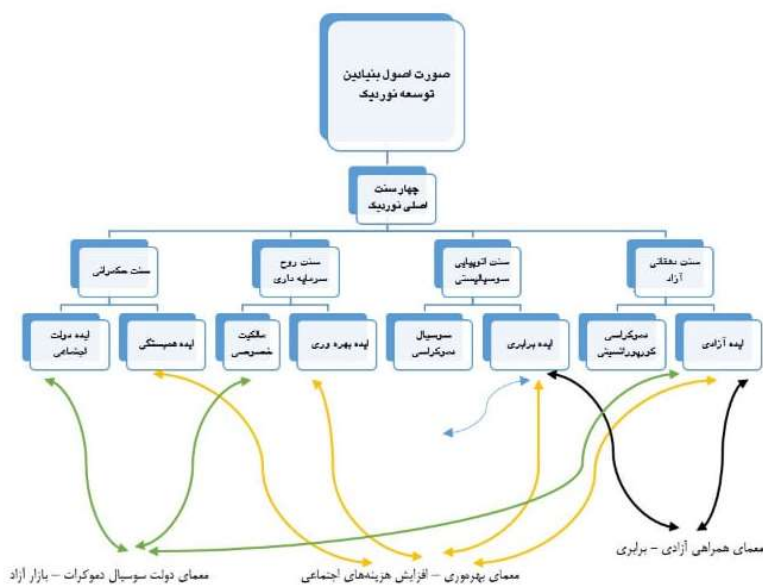 صورت اصول بنیادین
توسعه نوردیک
چهار سنت
اصلی نوردیک
سنت دهقانی
آزاد
سنت اتوپیایی
سوسیالیستی
سنت روح
سرمایه داری
سنت حکمرانی
ایده آزادی
دموکراسی
کورپوراتسیتی
ایده برابری
سوسیال
دموکراسی
ایده بهره وری
مالکیت
خصوصی
ایده همبستگی
ایده دولت
اجتماعی
معمای همراهی آزادی – برابری
معمای بهره‌وری – افزایش هزینه‌های اجتماعی
معمای دولت سوسیال دموکرات – بازار آزاد